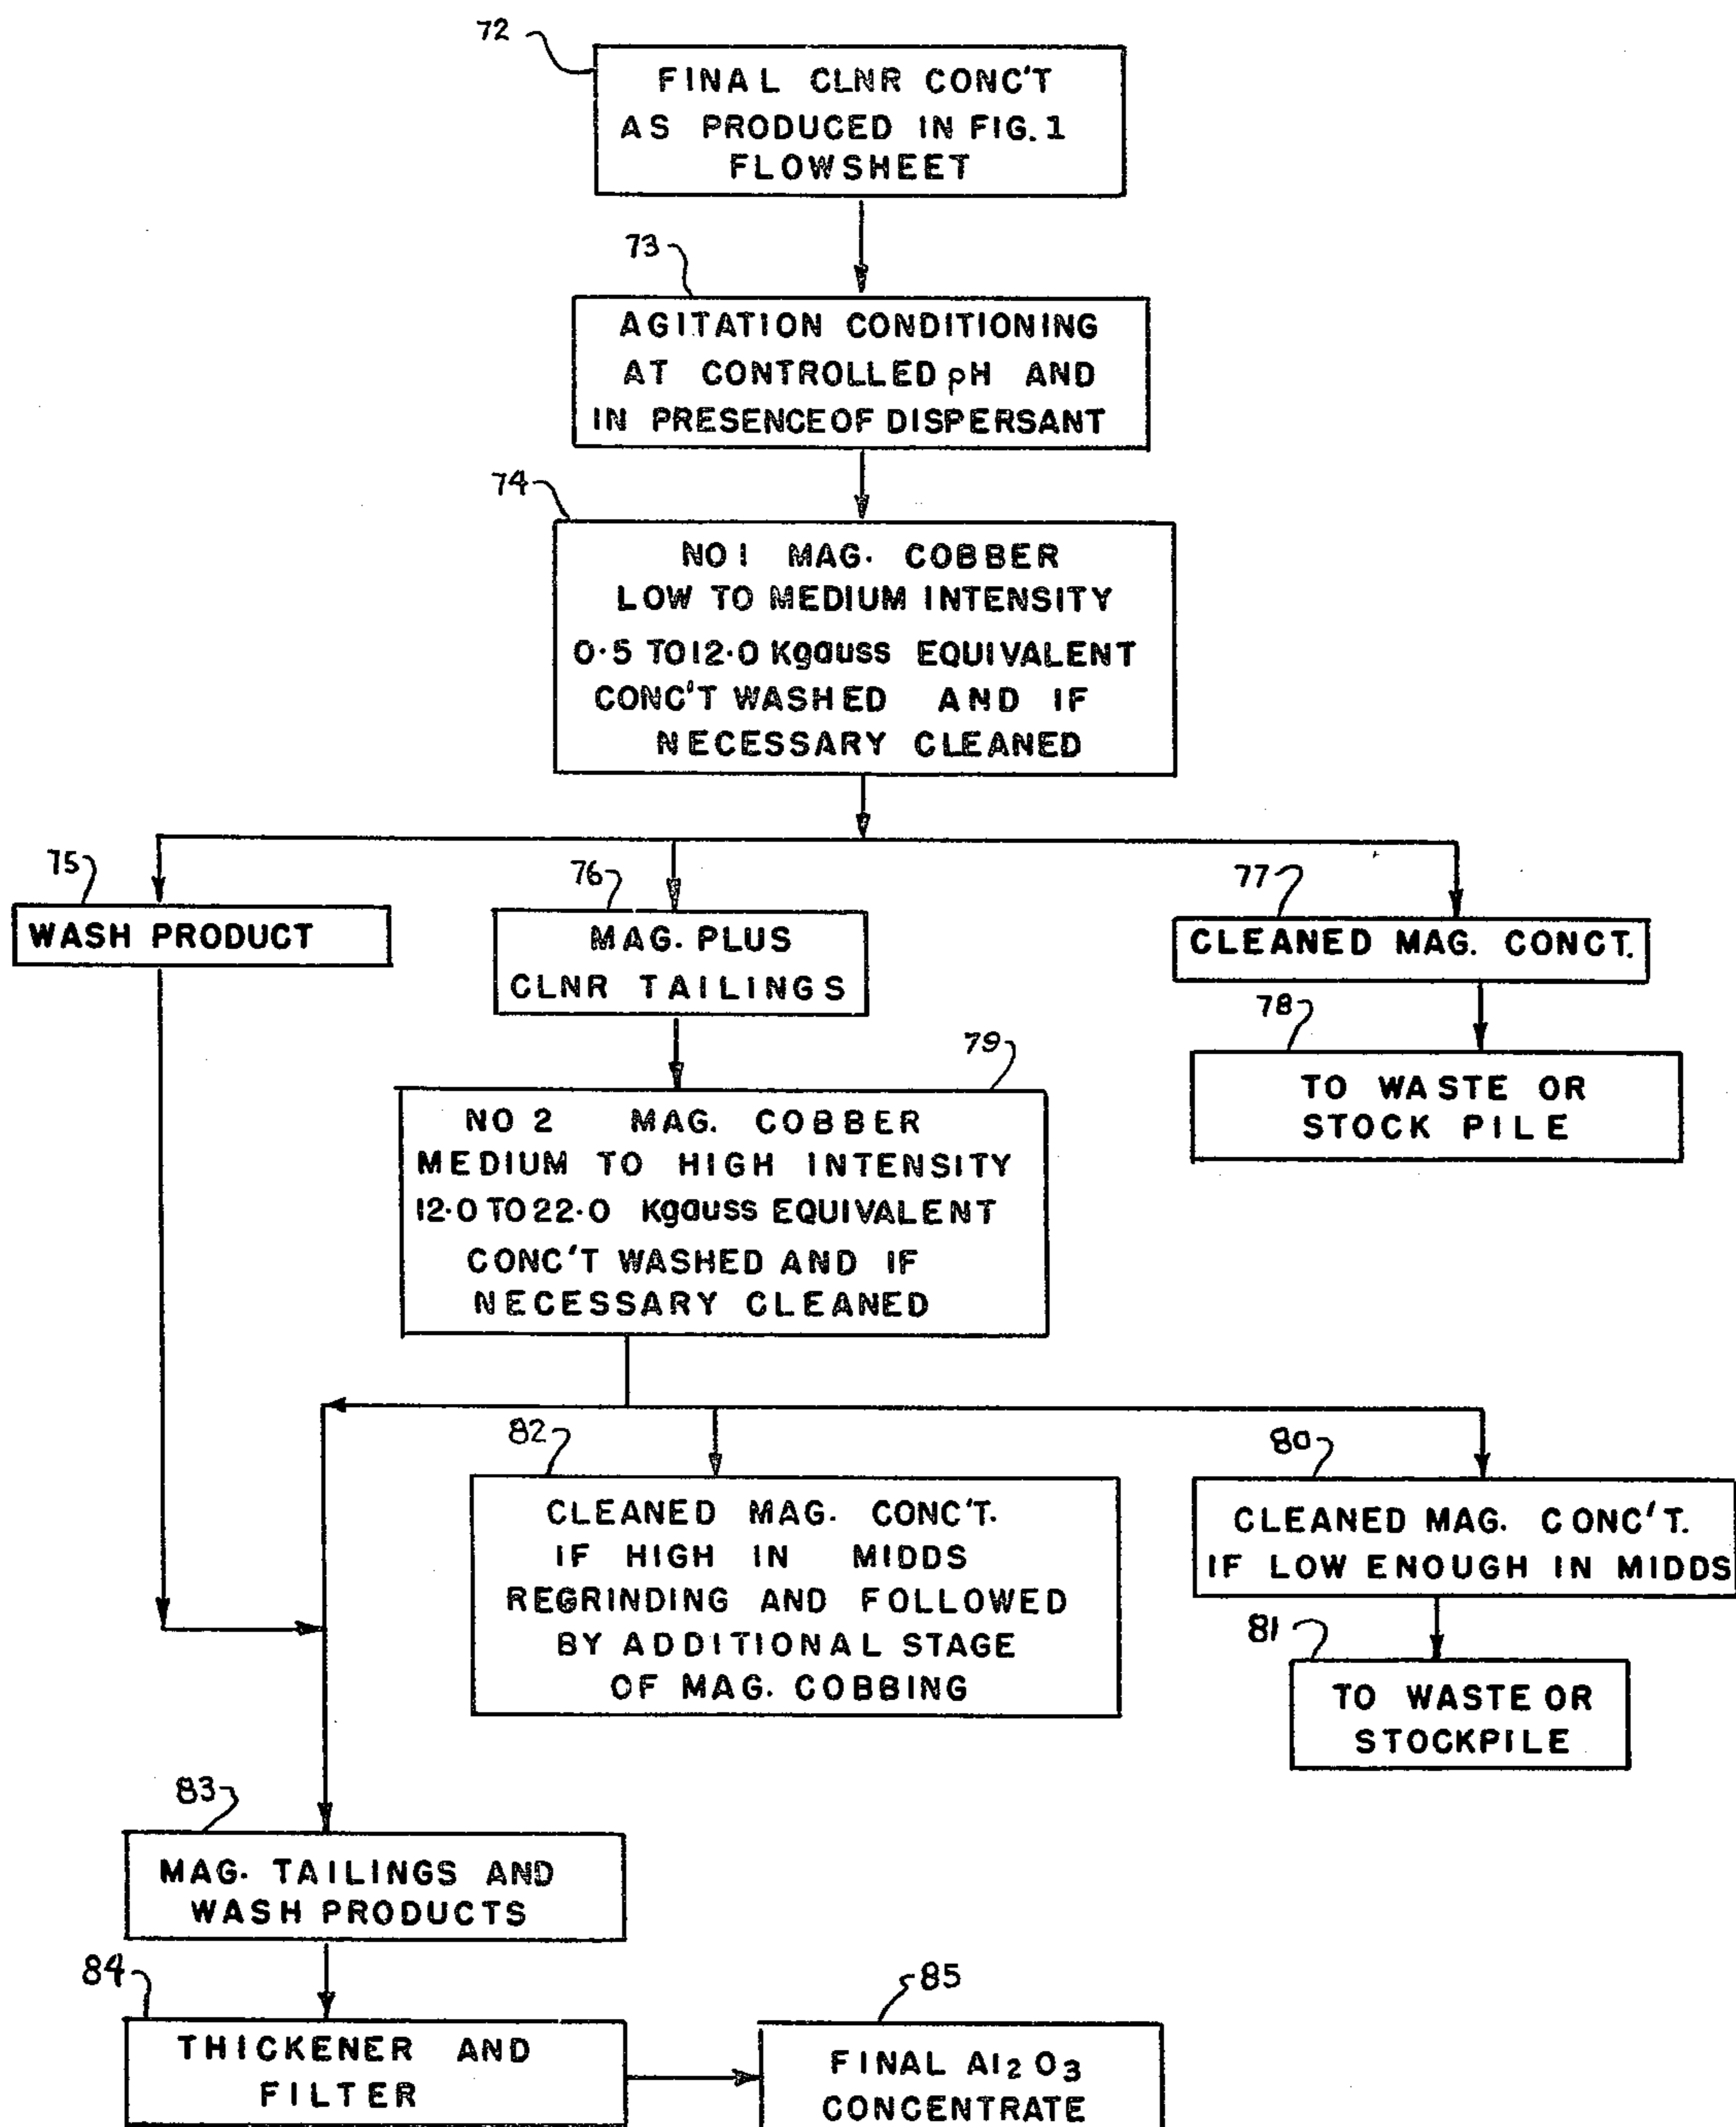 72
FINAL CLNR CONC'T
AS PRODUCED IN FIG. 1
FLOWSHEET
73
AGITATION CONDITIONING
AT CONTROLLED pH AND
IN PRESENCE OF DISPERSANT
74
NO 1 MAG. COBBER
LOW TO MEDIUM INTENSITY
0.5 TO 12.0 Kgauss EQUIVALENT
CONC'T WASHED AND IF
NECESSARY CLEANED
75
WASH PRODUCT
76
MAG. PLUS
CLNR TAILINGS
77
CLEANED MAG. CONCT.
78
TO WASTE OR
STOCK PILE
79
NO 2 MAG. COBBER
MEDIUM TO HIGH INTENSITY
12.0 TO 22.0 Kgauss EQUIVALENT
CONC'T WASHED AND IF
NECESSARY CLEANED
82
CLEANED MAG. CONC'T.
IF HIGH IN MIDDS
REGRINDING AND FOLLOWED
BY ADDITIONAL STAGE
OF MAG. COBBING
80
CLEANED MAG. CONC'T.
IF LOW ENOUGH IN MIDDS
81
TO WASTE OR
STOCKPILE
83
MAG. TAILINGS AND
WASH PRODUCTS
84
THICKENER AND
FILTER
85
FINAL Al2O3
CONCENTRATE